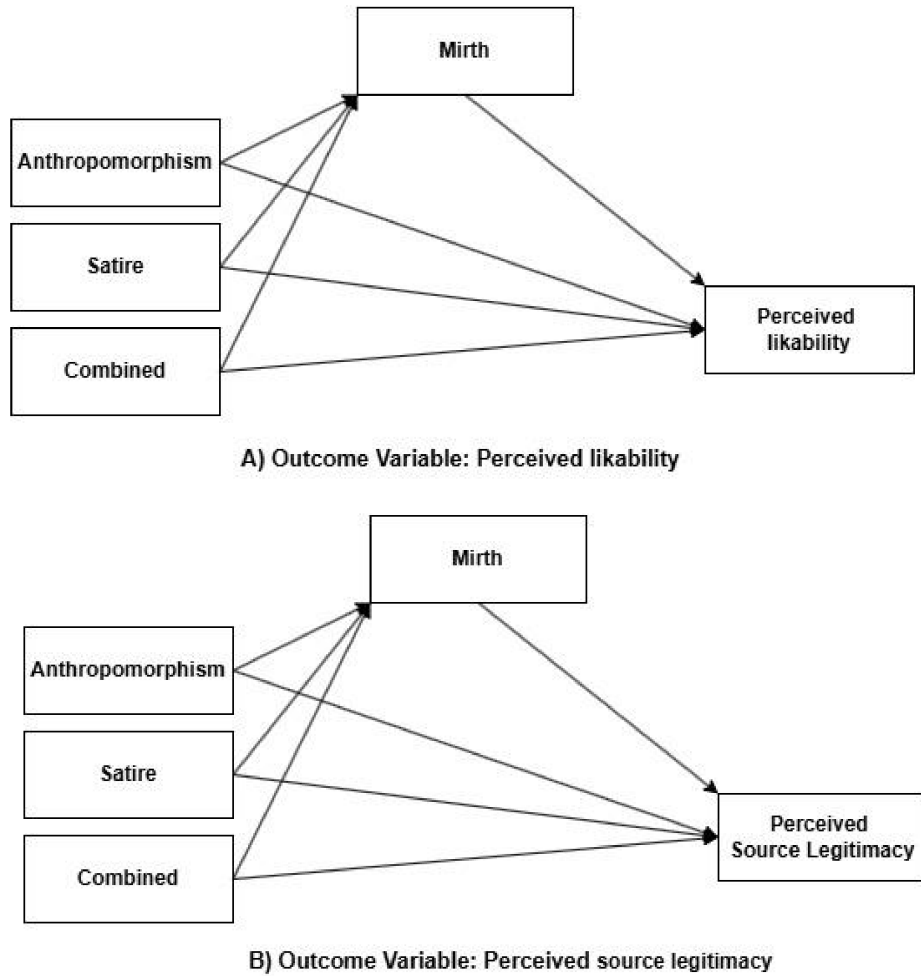 Mirth
Anthropomorphism
Satire
Combined
Perceived
likability
A) Outcome Variable: Perceived likability
Mirth
Anthropomorphism
Satire
Combined
Perceived
Source Legitimacy
B) Outcome Variable: Perceived source legitimacy